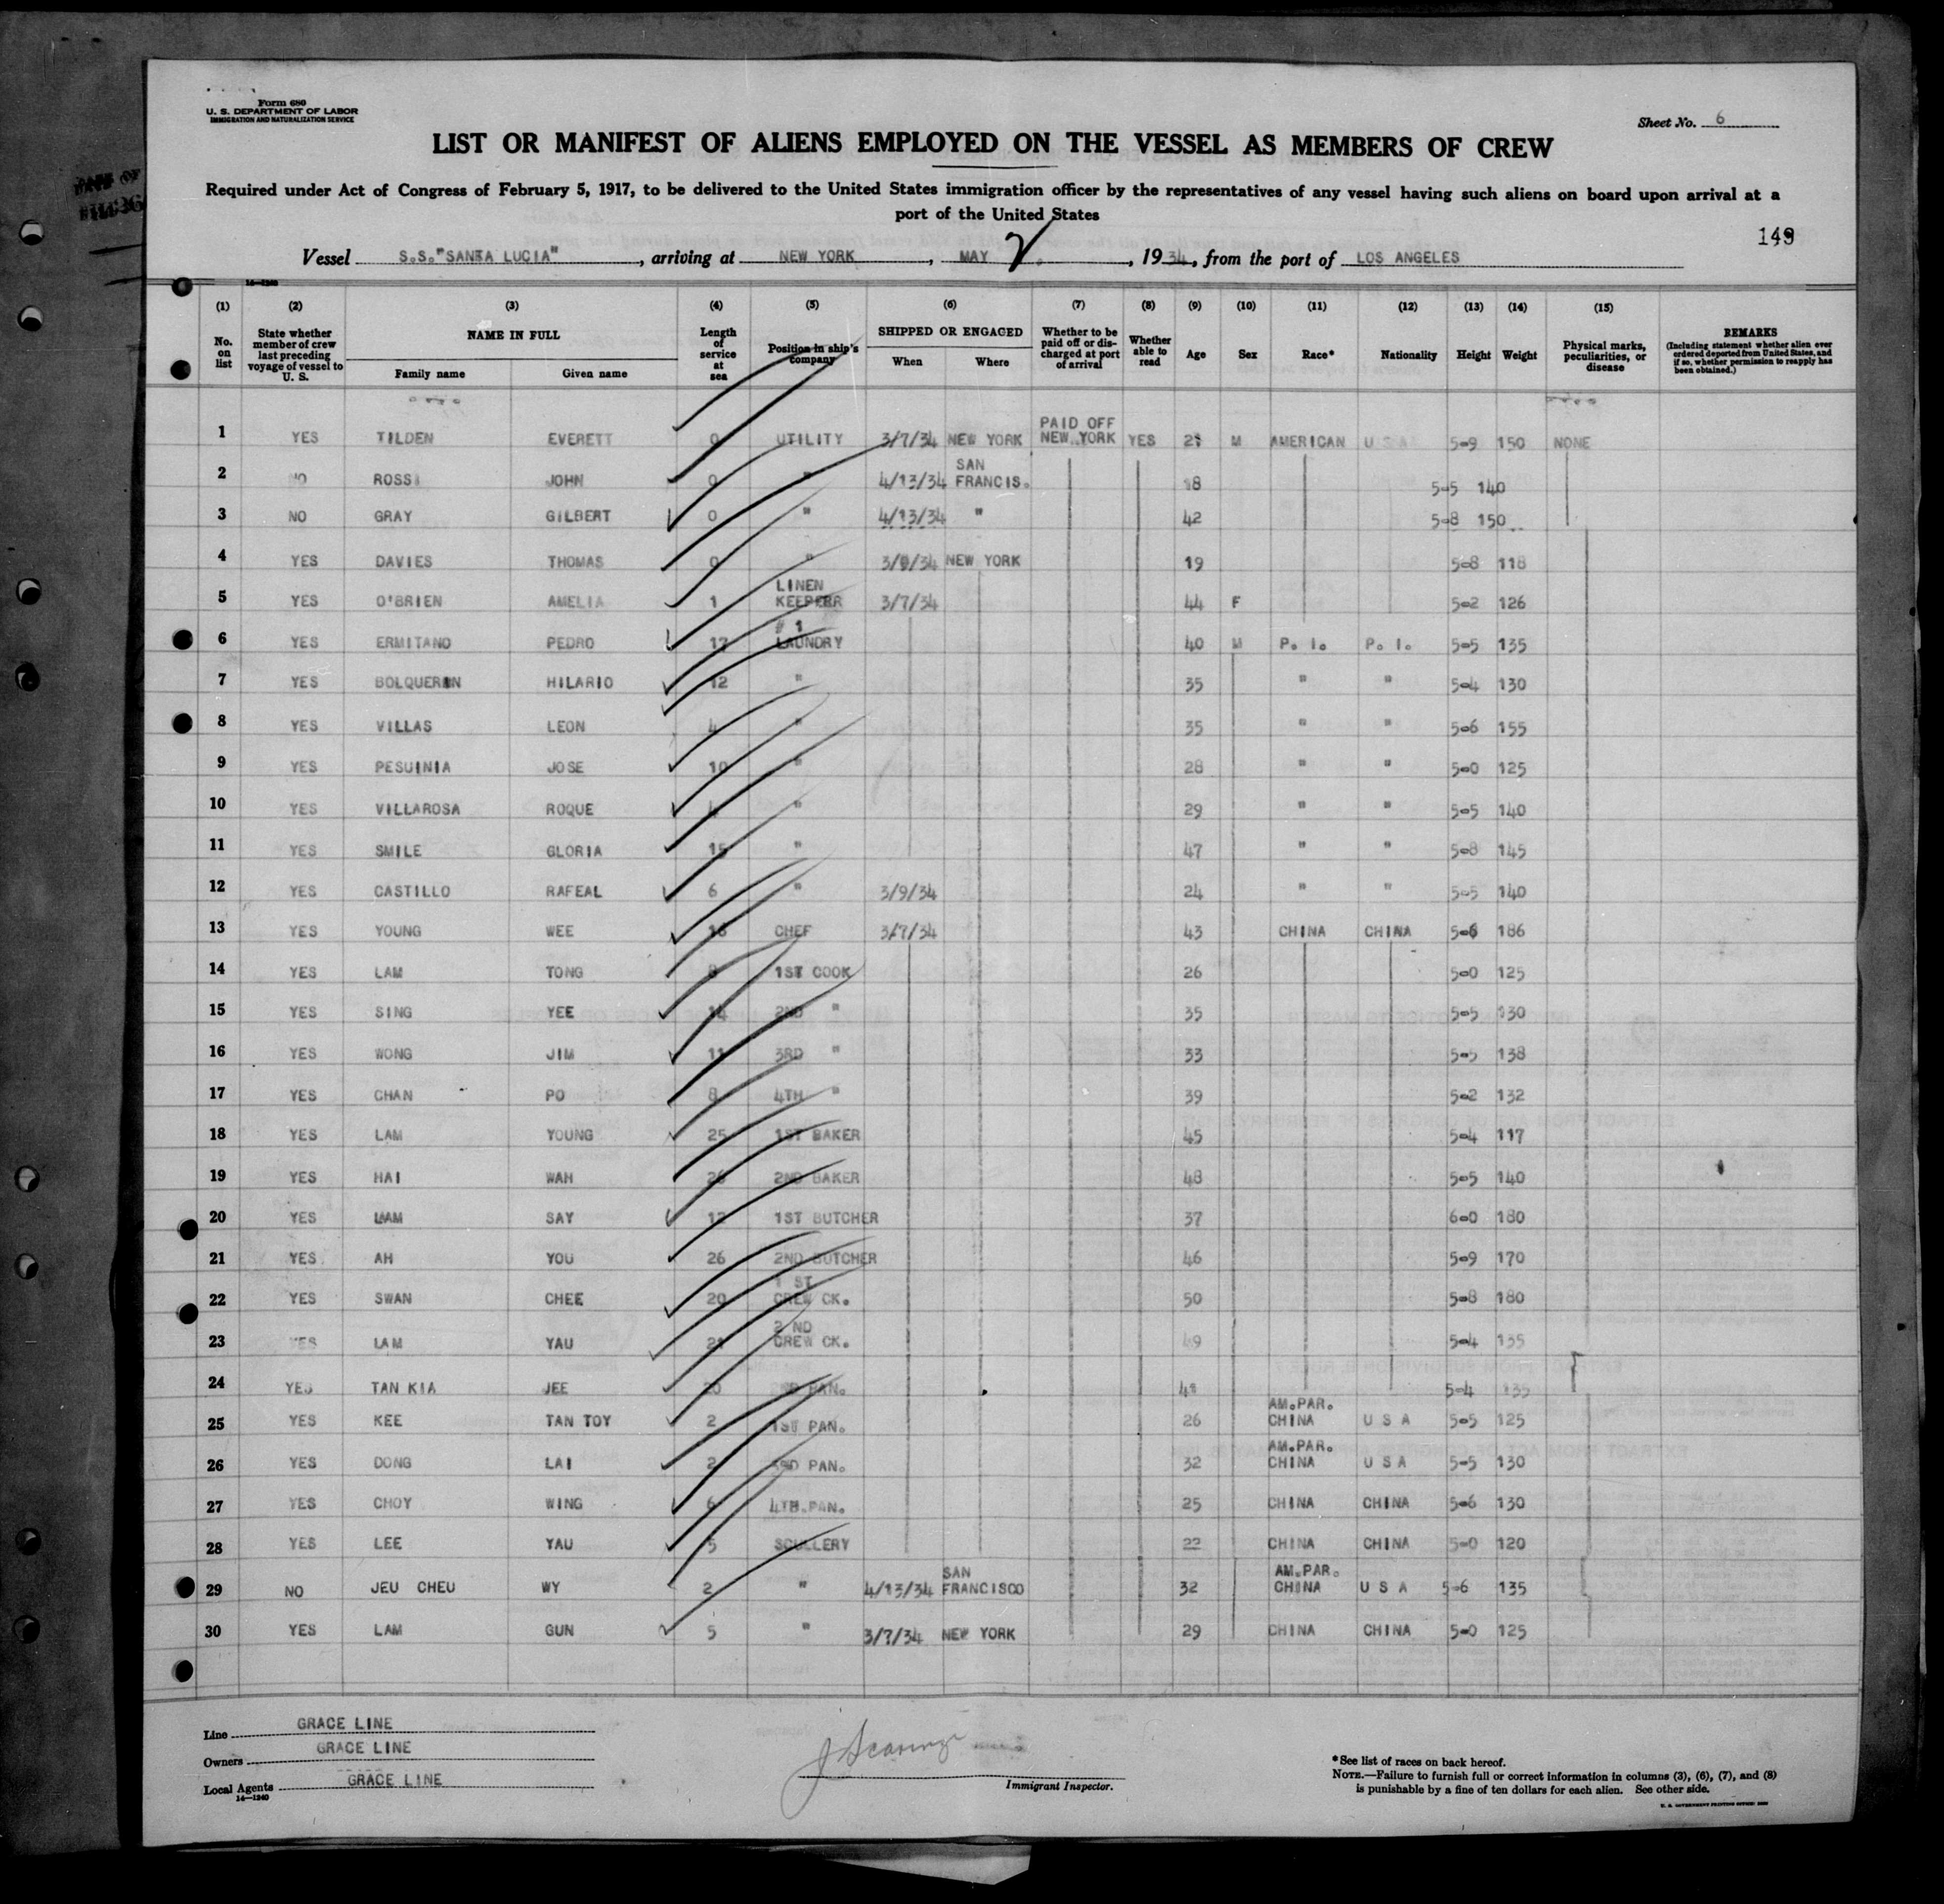 Form 680
U. S. DEPARTMENT OF LABOR
IMMIGRATION AND NATURALIZATION SERVICE
Sheet No. 6
LIST OR MANIFEST OF ALIENS EMPLOYED ON THE VESSEL AS MEMBERS OF CREW
Required under Act of Congress of February 5, 1917, to be delivered to the United States immigration officer by the representatives of any vessel having such aliens on board upon arrival at a
port of the United States
149
Vessel S.S."SANTA LUCIA", arriving at NEW YORK, MAY 2, 1934, from the port of LOS ANGELES
14—1240
(1) (2) (3) (4) (5) (6) (7) (8) (9) (10) (11) (12) (13) (14) (15)
No. on list State whether member of crew last preceding voyage of vessel to U. S. NAME IN FULL Family name Given name Length of service at sea Position in ship's company SHIPPED OR ENGAGED When Where Whether to be paid off or discharged at port of arrival Whether able to read Age Sex Race* Nationality Height Weight Physical marks, peculiarities, or disease REMARKS (Including statement whether alien ever ordered deported from United States, and if so, whether permission to reapply has been obtained.)
1 YES TILDEN EVERETT 0 UTILITY 3/7/34 NEW YORK PAID OFF NEW YORK YES M AMERICAN U S A 5-9 150 NONE
2 NO ROSSI JOHN 0 " 4/13/34 SAN FRANCIS. 18 5-5 140
3 NO GRAY GILBERT 0 " 4/13/34 " 42 5-8 150
4 YES DAVIES THOMAS 0 " 3/9/34 NEW YORK 19 5-8 118
5 YES O'BRIEN AMELIA 1 LINEN KEEPERR 3/7/34 44 F 5-2 126
6 YES ERMITANO PEDRO 17 # 1 LAUNDRY 40 M P. I. P. I. 5-5 135
7 YES BOLQUERIN HILARIO 12 " 35 " " 5-4 130
8 YES VILLAS LEON 4 " 35 " " 5-6 155
9 YES PESUINIA JOSE 10 " 28 " " 5-0 125
10 YES VILLAROSA ROQUE " 29 " " 5-5 140
11 YES SMILE GLORIA 15 " 47 " " 5-8 145
12 YES CASTILLO RAFEAL 6 " 3/9/34 24 " " 5-5 140
13 YES YOUNG WEE 16 CHEF 3/7/34 43 CHINA CHINA 5-6 186
14 YES LAM TONG 8 1ST COOK 26 5-0 125
15 YES SING YEE 14 2ND " 35 5-5 130
16 YES WONG JIM 11 3RD " 33 5-5 138
17 YES CHAN PO 8 4TH " 39 5-2 132
18 YES LAM YOUNG 25 1ST BAKER 45 5-4 117
19 YES HAI WAH 26 2ND BAKER 48 5-5 140
20 YES LAM SAY 12 1ST BUTCHER 37 6-0 180
21 YES AH YOU 26 2ND BUTCHER 46 5-9 170
22 YES SWAN CHEE 20 1 ST CREW CK. 50 5-8 180
23 YES LAM YAU 21 2 ND CREW CK. 49 5-4 135
24 YES TAN KIA JEE 20 PAN. 5-4 135
25 YES KEE TAN TOY 2 1ST PAN. 26 AM.PAR. CHINA U S A 5-5 125
26 YES DONG LAI 2 PAN. 32 AM.PAR. CHINA U S A 5-5 130
27 YES CHOY WING 6 4TH.PAN. 25 CHINA CHINA 5-6 130
28 YES LEE YAU 5 SCULLERY 22 CHINA CHINA 5-0 120
29 NO JEU CHEU WY 2 " 4/13/34 SAN FRANCISCO 32 AM.PAR. CHINA U S A 5-6 135
30 YES LAM GUN 5 " 3/7/34 NEW YORK 29 CHINA CHINA 5-0 125
Line GRACE LINE
Owners GRACE LINE
Local Agents GRACE LINE
14—1240
Immigrant Inspector.
*See list of races on back hereof.
NOTE.—Failure to furnish full or correct information in columns (3), (6), (7), and (8)
is punishable by a fine of ten dollars for each alien. See other side.